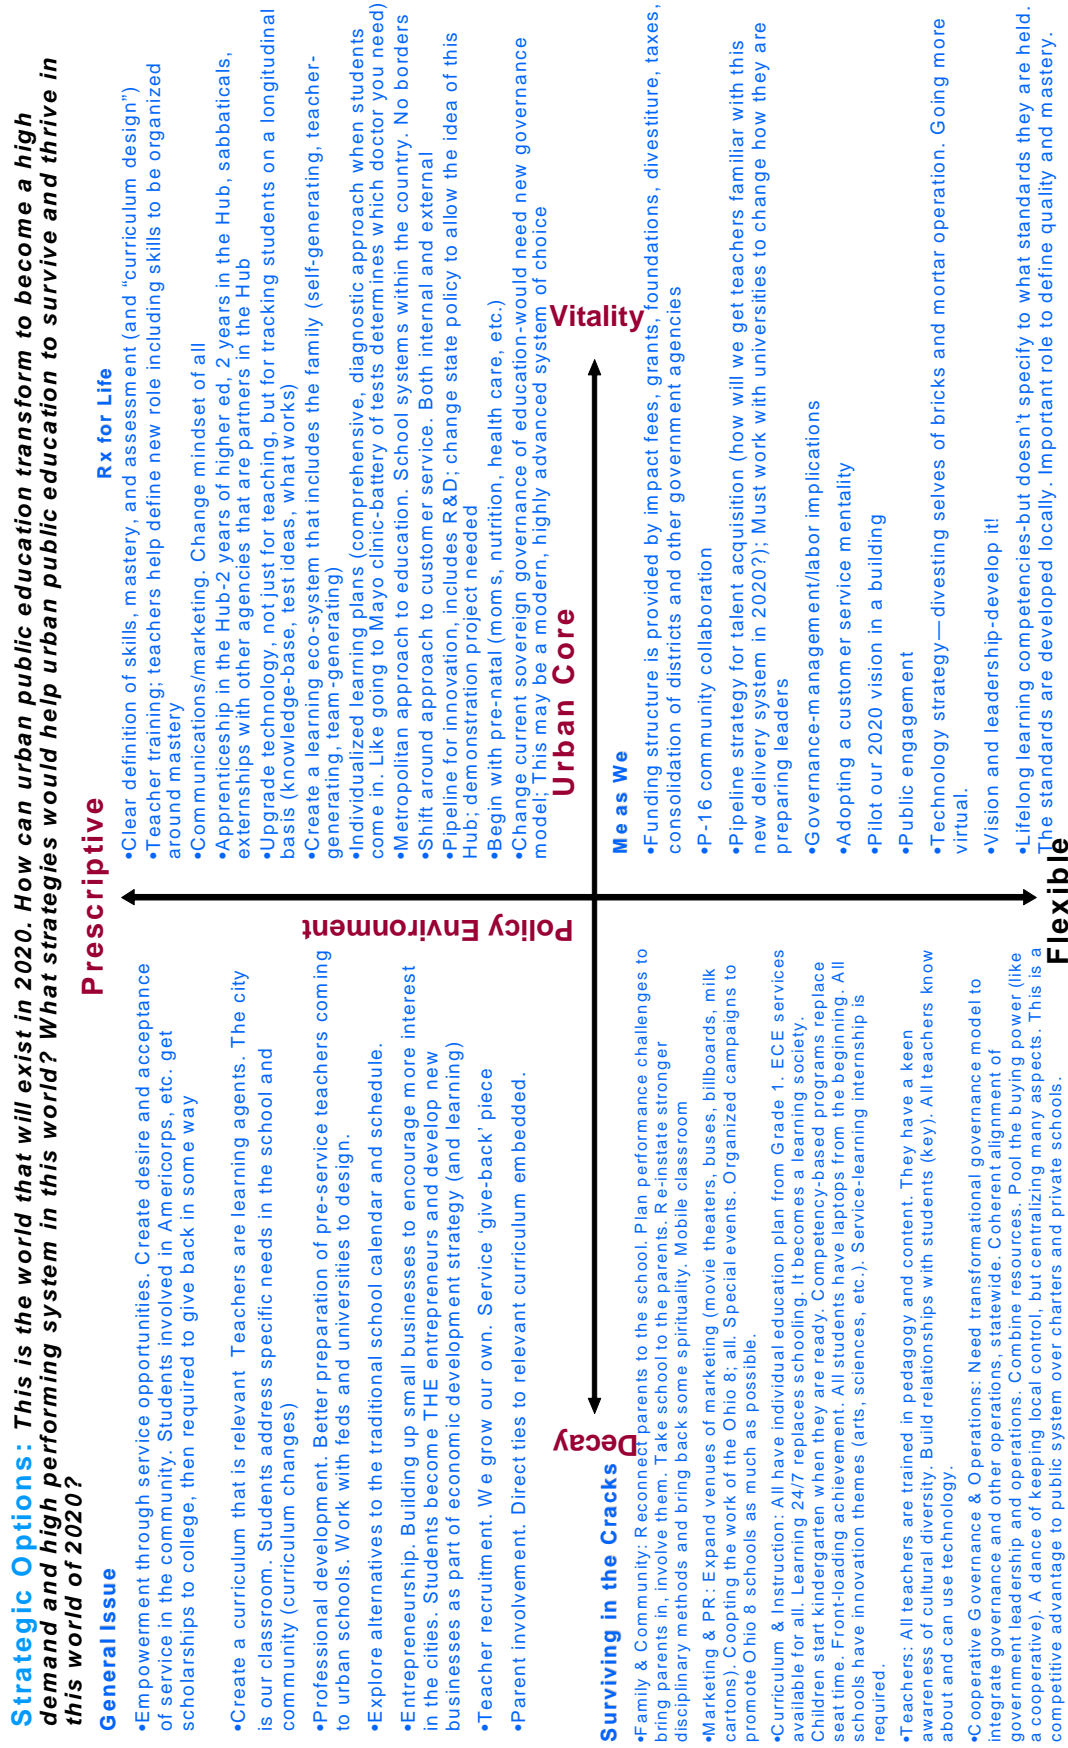 Strategic Options: This is the world that will exist in 2020. How can urban public education transform to become a high
demand and high performing system in this world? What strategies would help urban public education to survive and thrive in
this world of 2020?
Prescriptive
General Issue
•Empowerment through service opportunities. Create desire and acceptance
of service in the community. Students involved in Americorps, etc. get
scholarships to college, then required to give back in some way
•Create a curriculum that is relevant  Teachers are learning agents. The city
is our classroom. Students address specific needs in the school and
community (curriculum changes)
•Professional development. Better preparation of pre-service teachers coming
to urban schools. Work with feds and universities to design.
•Explore alternatives to the traditional school calendar and schedule.
•Entrepreneurship. Building up small businesses to encourage more interest
in the cities. Students become THE entrepreneurs and develop new
businesses as part of economic development strategy (and learning)
•Teacher recruitment. We grow our own. Service ‘give-back’ piece
•Parent involvement. Direct ties to relevant curriculum embedded.
Rx for Life
•Clear definition of skills, mastery, and assessment (and “curriculum design”)
•Teacher training; teachers help define new role including skills to be organized
around mastery
•Communications/marketing. Change mindset of all
•Apprenticeship in the Hub-2 years of higher ed, 2 years in the Hub, sabbaticals,
externships with other agencies that are partners in the Hub
•Upgrade technology, not just for teaching, but for tracking students on a longitudinal
basis (knowledge-base, test ideas, what works)
•Create a learning eco-system that includes the family (self-generating, teacher-
generating, team-generating)
•Individualized learning plans (comprehensive, diagnostic approach when students
come in. Like going to Mayo clinic-battery of tests determines which doctor you need)
•Metropolitan approach to education. School systems within the country. No borders
•Shift around approach to customer service. Both internal and external
•Pipeline for innovation, includes R&D; change state policy to allow the idea of this
Hub; demonstration project needed
•Begin with pre-natal (moms, nutrition, health care, etc.)
•Change current sovereign governance of education-would need new governance
model; This may be a modern, highly advanced system of choice
Policy Environment
Urban Core
Decay
Vitality
Surviving in the Cracks
•Family & Community: Reconnect parents to the school. Plan performance challenges to
bring parents in, involve them. Take school to the parents. Re-instate stronger
disciplinary methods and bring back some spirituality. Mobile classroom
•Marketing & PR: Expand venues of marketing (movie theaters, buses, billboards, milk
cartons). Coopting the work of the Ohio 8; all. Special events. Organized campaigns to
promote Ohio 8 schools as much as possible.
•Curriculum & Instruction: All have individual education plan from Grade 1. ECE services
available for all. Learning 24/7 replaces schooling. It becomes a learning society.
Children start kindergarten when they are ready. Competency-based programs replace
seat time. Front-loading achievement. All students have laptops from the beginning. All
schools have innovation themes (arts, sciences, etc.). Service-learning internship is
required.
•Teachers: All teachers are trained in pedagogy and content. They have a keen
awareness of cultural diversity. Build relationships with students (key). All teachers know
about and can use technology.
•Cooperative Governance & Operations: Need transformational governance model to
integrate governance and other operations, statewide. Coherent alignment of
government leadership and operations. Combine resources. Pool the buying power (like
a cooperative). A dance of keeping local control, but centralizing many aspects. This is a
competitive advantage to public system over charters and private schools.
Me as We
•Funding structure is provided by impact fees, grants, foundations, divestiture, taxes,
consolidation of districts and other government agencies
•P-16 community collaboration
•Pipeline strategy for talent acquisition (how will we get teachers familiar with this
new delivery system in 2020?); Must work with universities to change how they are
preparing leaders
•Governance-management/labor implications
•Adopting a customer service mentality
•Pilot our 2020 vision in a building
•Public engagement
•Technology strategy—divesting selves of bricks and mortar operation. Going more
virtual.
•Vision and leadership-develop it!
•Lifelong learning competencies-but doesn’t specify to what standards they are held.
The standards are developed locally. Important role to define quality and mastery.
Flexible